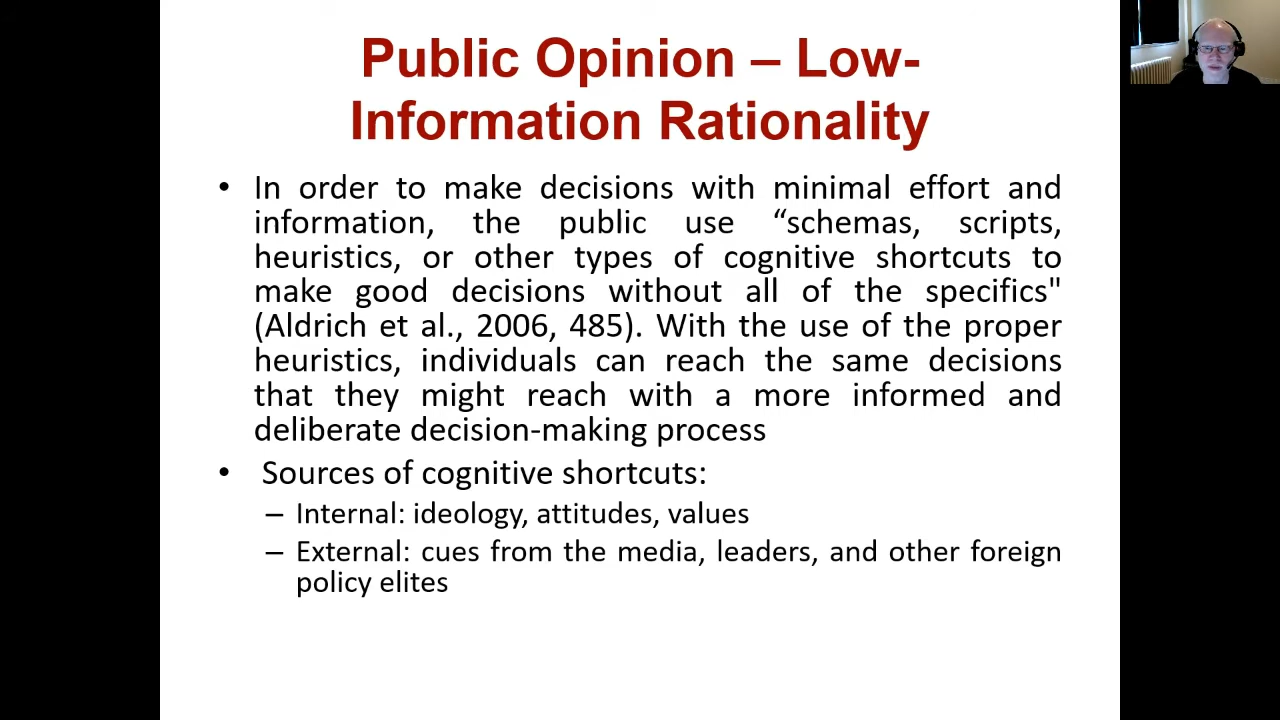 Public Opinion – Low-
Information Rationality
• In order to make decisions with minimal effort and
information, the public use “schemas, scripts,
heuristics, or other types of cognitive shortcuts to
make good decisions without all of the specifics"
(Aldrich et al., 2006, 485). With the use of the proper
heuristics, individuals can reach the same decisions
that they might reach with a more informed and
deliberate decision-making process
• Sources of cognitive shortcuts:
– Internal: ideology, attitudes, values
– External: cues from the media, leaders, and other foreign
policy elites